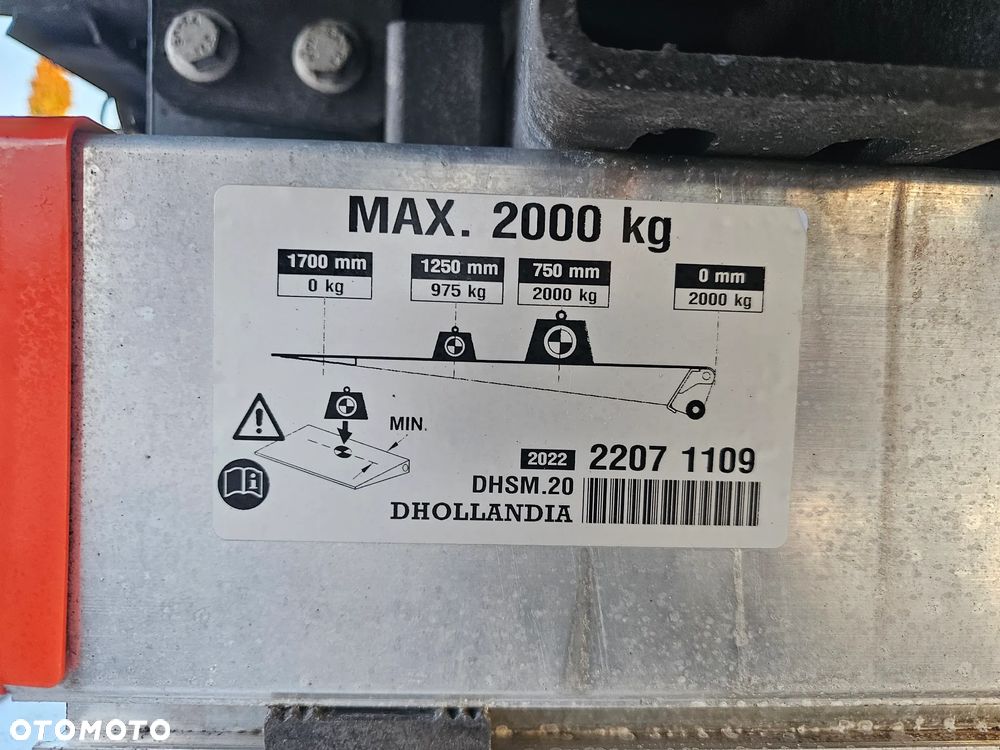 MAX. 2000 kg
1700 mm
0 kg
1250 mm
975 kg
750 mm
2000 kg
0 mm
2000 kg
MIN.
2022 2207 1109
DHSM.20
DHOLLANDIA
OTOMOTO